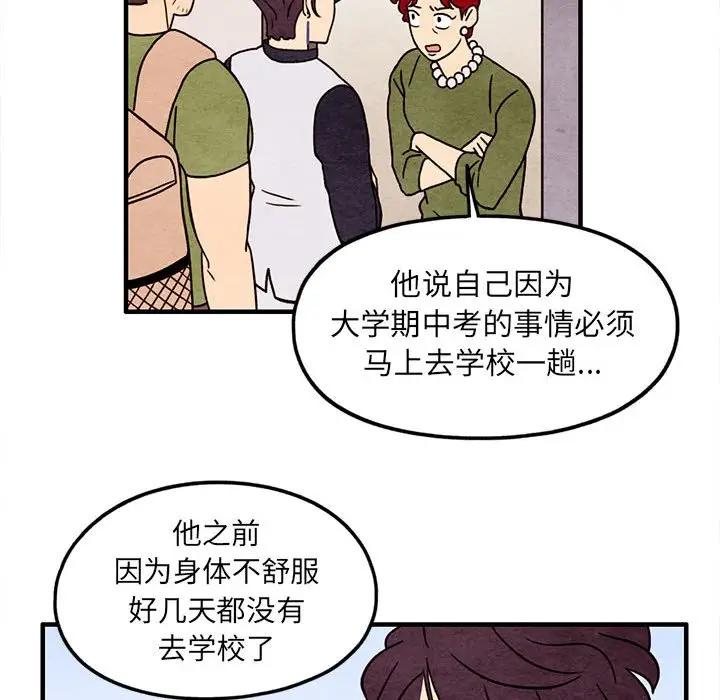 他说自己因为
大学期中考的事情必须
马上去学校一趟...
他之前
因为身体不舒服
好几天都没有
去学校了